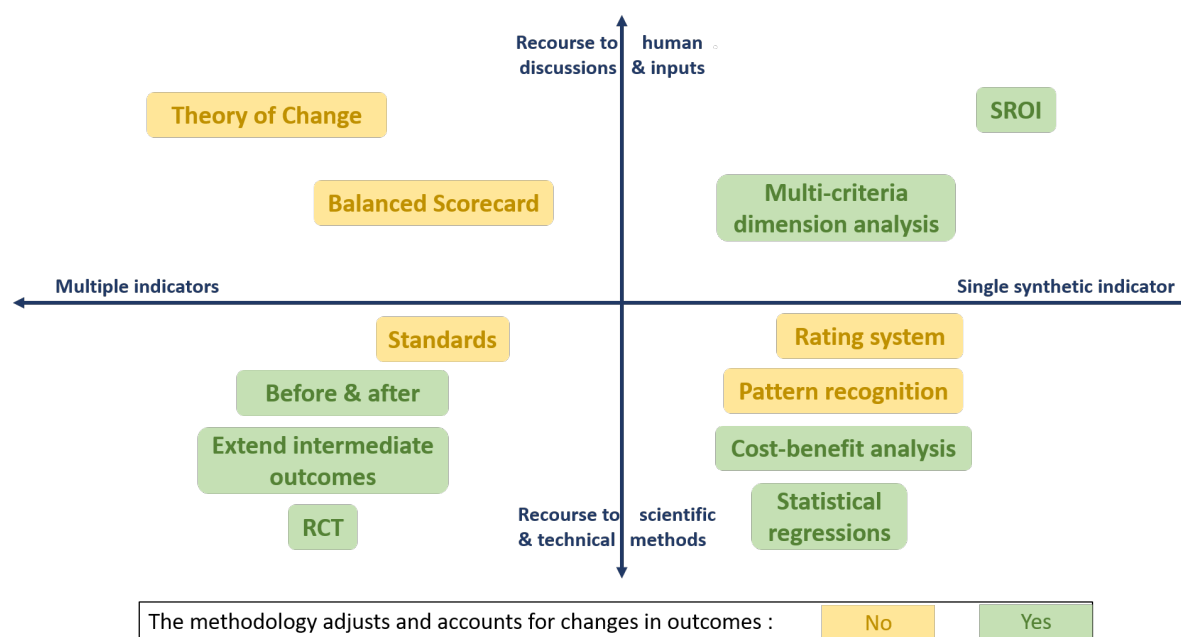 Recourse to human
discussions & inputs
Theory of Change
SROI
Balanced Scorecard
Multi-criteria
dimension analysis
Multiple indicators
Single synthetic indicator
Standards
Rating system
Before & after
Pattern recognition
Extend intermediate
outcomes
Cost-benefit analysis
RCT
Statistical
regressions
Recourse to scientific
& technical methods
The methodology adjusts and accounts for changes in outcomes :
No
Yes